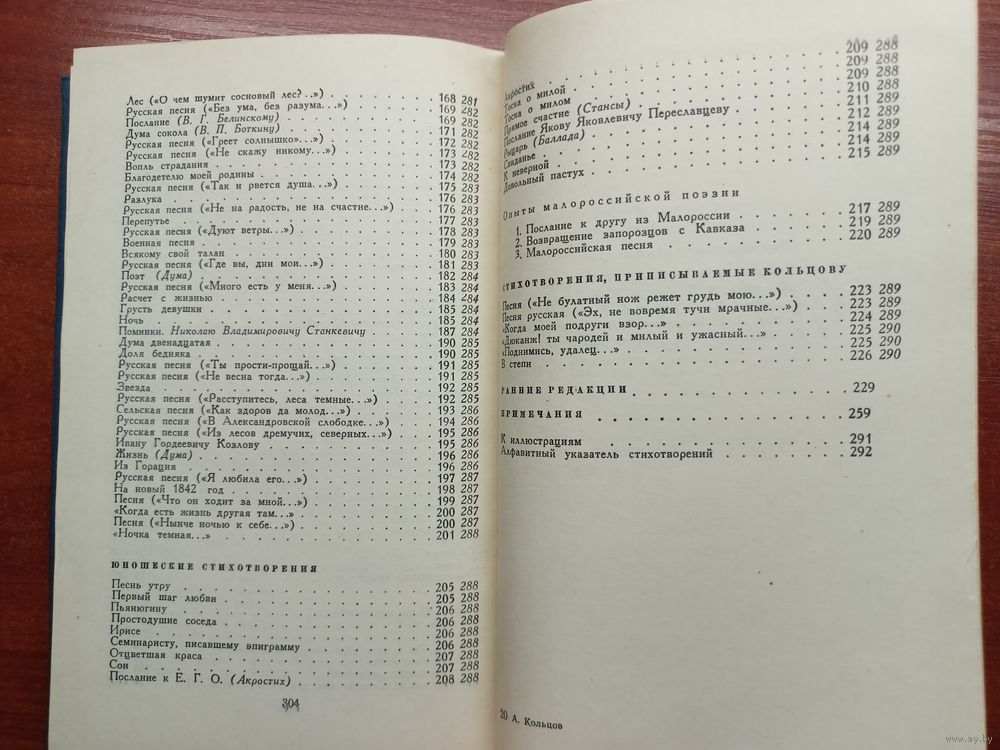 Лес («О чем шумит сосновый лес?..») 168 281
Русская песня («Без ума, без разума...») 169 282
Послание (В. Г. Белинскому) 169 282
Дума сокола (В. П. Боткину) 171 282
Русская песня («Греет солнышко»...») 172 282
Русская песня («Не скажу никому...») 173 282
Вопль страдания 173 282
Благодетелю моей родины 174 282
Русская песня («Так и рвется душа...») 175 283
Разлука 176 283
Русская песня («Не на радость, не на счастие...») 176 283
Перепутье 177 283
Русская песня («Дуют ветры...») 178 283
Военная песня 179 283
Всякому свой талан 180 283
Русская песня («Где вы, дни мои...») 181 283
Поэт (Дума) 182 284
Русская песня («Много есть у меня...») 183 284
Расчет с жизнью 184 284
Грусть девушки 185 284
Ночь 185 284
Поминки. Николаю Владимировичу Станкевичу 187 284
Дума двенадцатая 190 285
Доля бедняка 190 285
Русская песня («Ты прости-прощай...») 191 285
Русская песня («Не весна тогда...») 191 285
Звезда 192 285
Русская песня («Расступитесь, леса темные...») 192 285
Сельская песня («Как здоров да молод...») 193 286
Русская песня («В Александровской слободке...») 194 286
Русская песня («Из лесов дремучих, северных...») 195 286
Ивану Гордеевичу Козлову 195 286
Жизнь (Дума) 196 286
Из Горация 196 286
Русская песня («Я любила его...») 197 287
На новый 1842 год 198 287
Песня («Что он ходит за мной...») 199 287
«Когда есть жизнь другая там...» 200 287
Песня («Нынче ночью к себе...») 200 287
«Ночка темная...» 201 288
ЮНОШЕСКИЕ СТИХОТВОРЕНИЯ
Песнь утру 205 288
Первый шаг любви 205 288
Пьянюгину 206 288
Простодушие соседа 206 288
Ирисе 206 288
Семинаристу, писавшему эпиграмму 206 288
Отцветшая краса 207 288
Сон 207 288
Послание к Е. Г. О. (Акростих) 208 288
304
Акростих 209 288
Тоска о милой 209 288
Тоска о милом 209 288
Прямое счастие (Стансы) 210 288
Послание Якову Яковлевичу Переславцеву 211 289
Рыцарь (Баллада) 212 289
Свиданье 214 289
К неверной 214 289
Довольный пастух 215 289
Опыты малороссийской поэзии
1. Послание к другу из Малороссии 217 289
2. Возвращение запорозцов с Кавказа 219 289
3. Малороссийская песня 220 289
СТИХОТВОРЕНИЯ, ПРИПИСЫВАЕМЫЕ КОЛЬЦОВУ
Песня («Не булатный нож режет грудь мою...») 223 289
Песня русская («Эх, не вовремя тучи мрачные...») 223 289
«Когда моей подруги взор...» 224 289
«Дюканж! ты чародей и милый и ужасный...» 225 290
«Поднимись, удалец...» 225 290
В степи 226 290
РАННИЕ РЕДАКЦИИ 229
ПРИМЕЧАНИЯ 259
К иллюстрациям 291
Алфавитный указатель стихотворений 292
20 А. Кольцов
www.ay.by